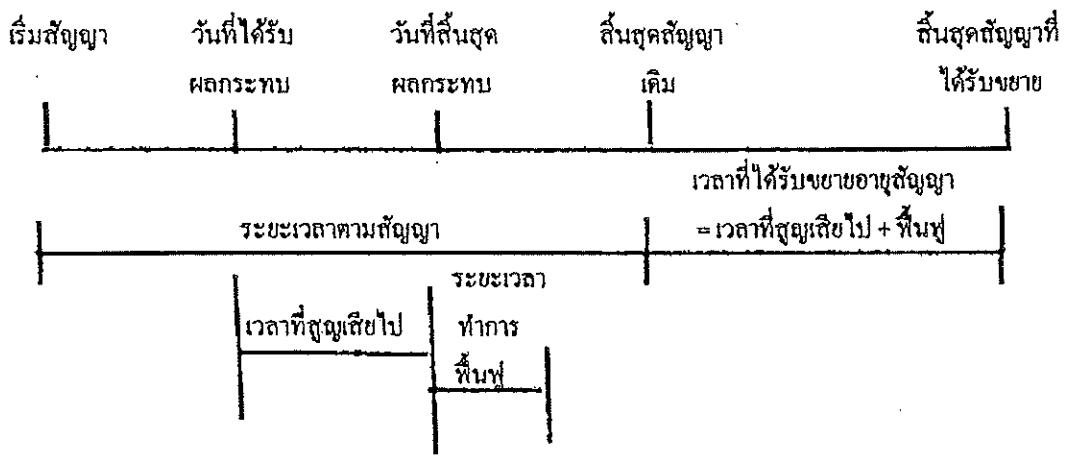 เริ่มสัญญา วันที่ได้รับ วันที่สิ้นสุด สิ้นสุดสัญญา สิ้นสุดสัญญาที่
ผลกระทบ ผลกระทบ เดิม ได้รับขยาย
เวลาที่ได้รับขยายอายุสัญญา
ระยะเวลาตามสัญญา = เวลาที่สูญเสียไป + ฟื้นฟู
ระยะเวลา
เวลาที่สูญเสียไป ทำการ
ฟื้นฟู